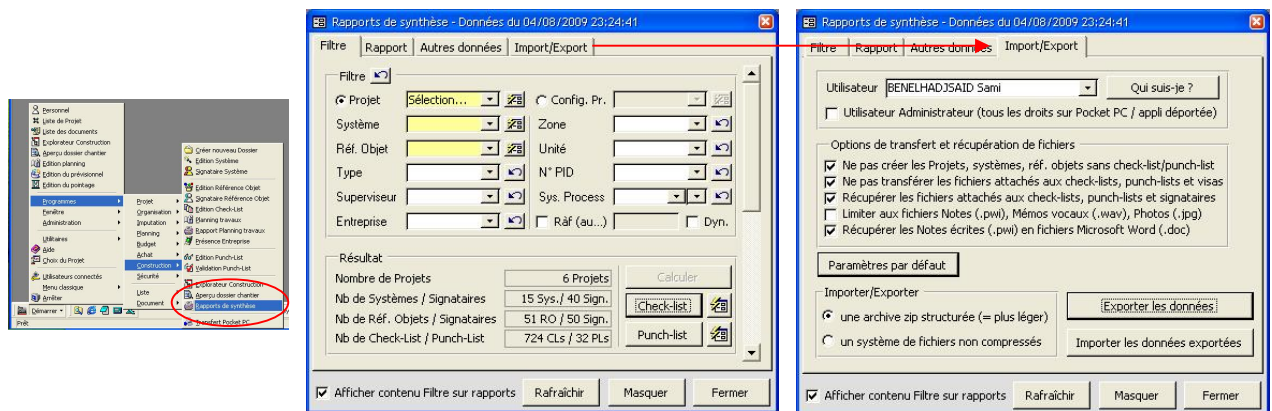 Personnel
Liste de Projet
Liste des documents
Explorateur Construction
Aperçu dossier chantier
Edition planning
Edition du prévisionnel
Edition du pointage
Programmes
Fenêtre
Administration
Utilitaires
Aide
Choix du Projet
Utilisateurs connectés
Menu classique
Arrêter
Démarrer
Prêt
Projet
Organisation
Imputation
Planning
Budget
Achat
Construction
Sécurité
Liste
Document
Créer nouveau Dossier
Edition Système
Signataire Système
Edition Référence Objet
Signataire Référence Objet
Edition Check-List
Planning travaux
Rapport Planning travaux
Présence Entreprise
Edition Punch-List
Validation Punch-List
Explorateur Construction
Aperçu dossier chantier
Rapports de synthèse
Transfert Pocket PC
Rapports de synthèse - Données du 04/08/2009 23:24:41
Filtre Rapport Autres données Import/Export
Filtre
Projet Sélection... Config. Pr.
Système Zone
Réf. Objet Unité
Type N° PID
Superviseur Sys. Process
Entreprise Ràf (au...) Dyn.
Résultat
Nombre de Projets 6 Projets Calculer
Nb de Systèmes / Signataires 15 Sys./ 40 Sign. Check-list
Nb de Réf. Objets / Signataires 51 RO / 50 Sign.
Nb de Check-List / Punch-List 724 CLs / 32 PLs Punch-list
Afficher contenu Filtre sur rapports Rafraîchir Masquer Fermer
Rapports de synthèse - Données du 04/08/2009 23:24:41
Filtre Rapport Autres données Import/Export
Utilisateur BENELHADJSAID Sami Qui suis-je ?
Utilisateur Administrateur (tous les droits sur Pocket PC / appli déportée)
Options de transfert et récupération de fichiers
Ne pas créer les Projets, systèmes, réf. objets sans check-list/punch-list
Ne pas transférer les fichiers attachés aux check-lists, punch-lists et visas
Récupérer les fichiers attachés aux check-lists, punch-lists et signataires
Limiter aux fichiers Notes (.pwi), Mémos vocaux (.wav), Photos (.jpg)
Récupérer les Notes écrites (.pwi) en fichiers Microsoft Word (.doc)
Paramètres par défaut
Importer/Exporter
une archive zip structurée (= plus léger) Exporter les données
un système de fichiers non compressés Importer les données exportées
Afficher contenu Filtre sur rapports Rafraîchir Masquer Fermer